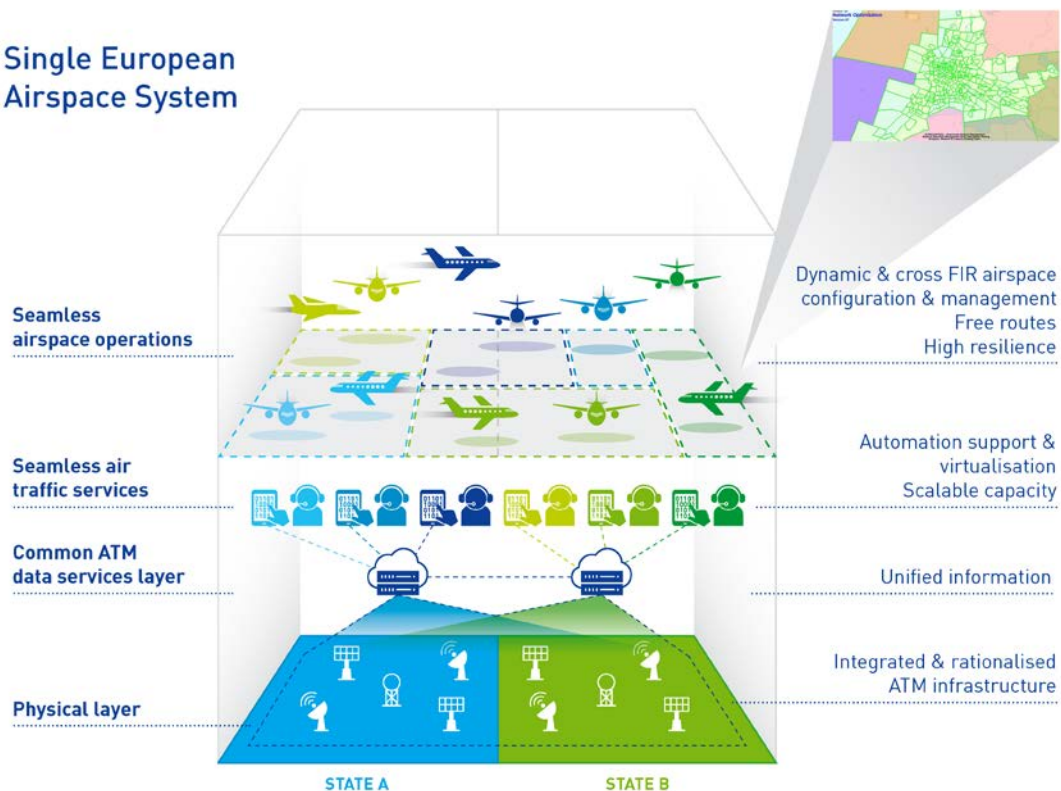 Single European
Airspace System
Network Optimisation
Seamless
airspace operations
Dynamic & cross FIR airspace
configuration & management
Free routes
High resilience
Seamless air
traffic services
Automation support &
virtualisation
Scalable capacity
Common ATM
data services layer
Unified information
Physical layer
Integrated & rationalised
ATM infrastructure
STATE A
STATE B